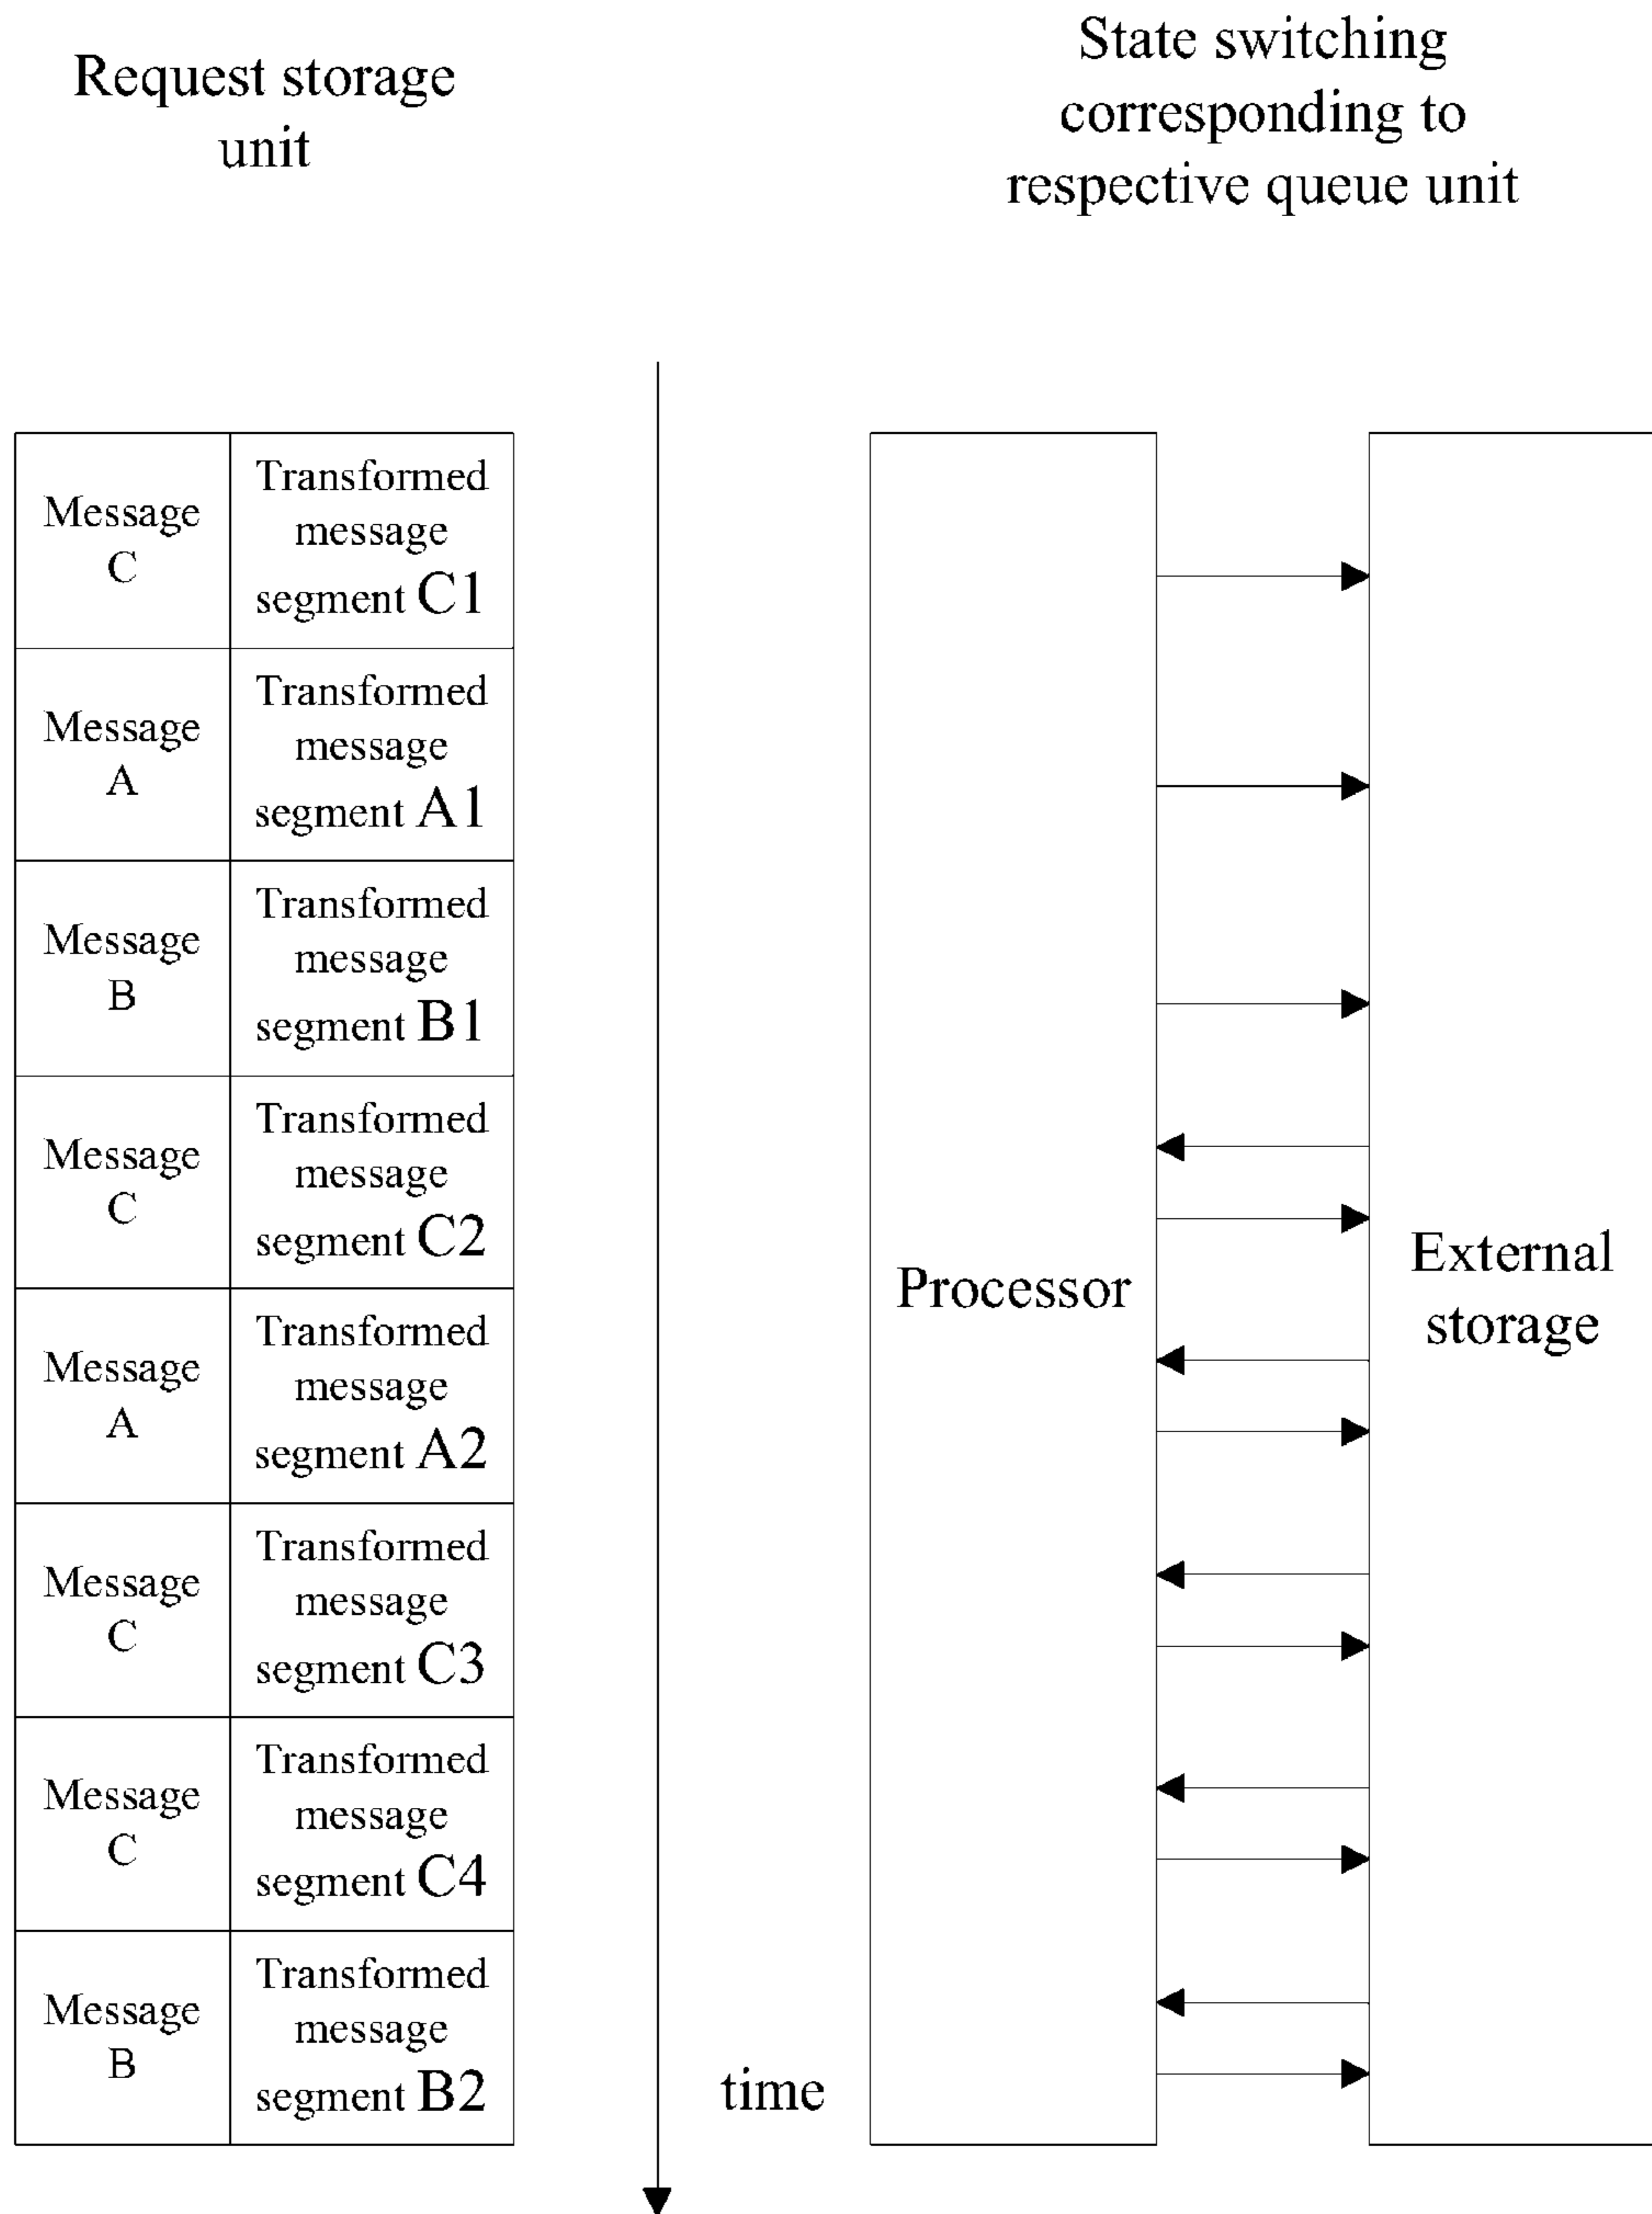 Request storage
unit
State switching
corresponding to
respective queue unit
Message
C
Transformed
message
segment C1
Message
A
Transformed
message
segment A1
Message
B
Transformed
message
segment B1
Message
C
Transformed
message
segment C2
Message
A
Transformed
message
segment A2
Message
C
Transformed
message
segment C3
Message
C
Transformed
message
segment C4
Message
B
Transformed
message
segment B2
time
Processor
External
storage